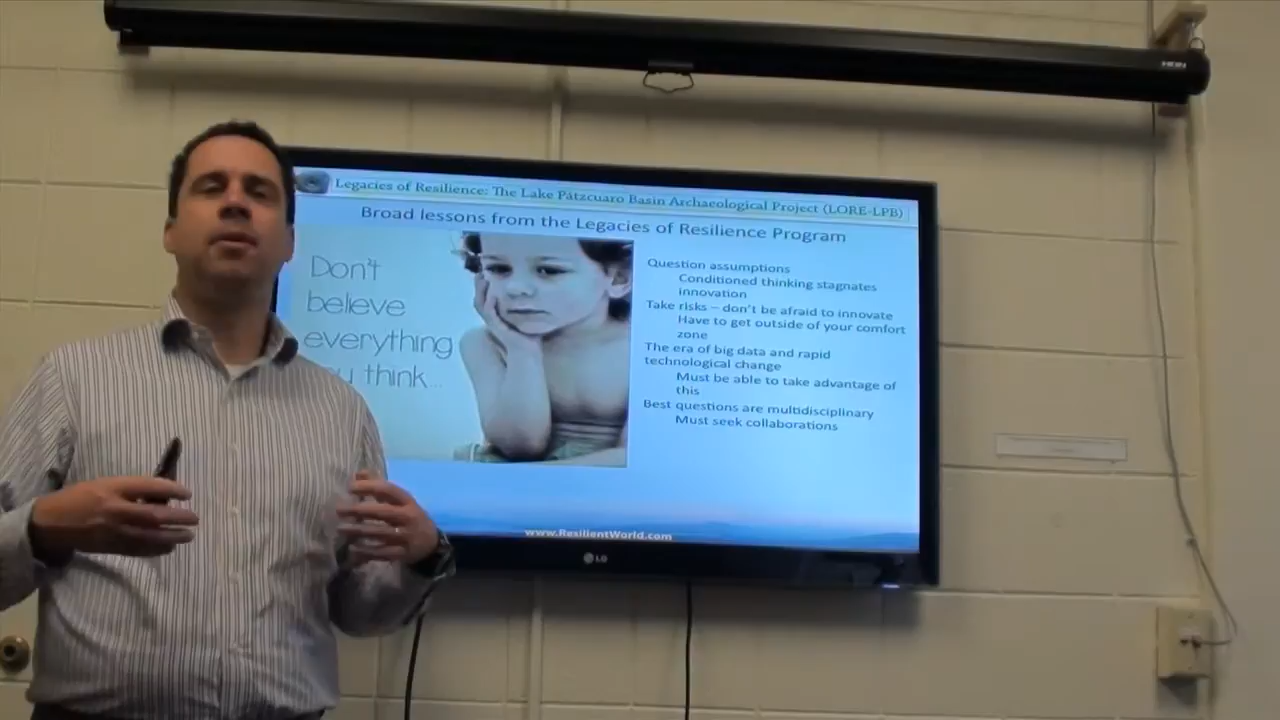 Legacies of Resilience: The Lake Pátzcuaro Basin Archaeological Project (LORE-LPB)
Broad lessons from the Legacies of Resilience Program
Don't
believe
everything
think...
Question assumptions
Conditioned thinking stagnates
innovation
Take risks – don't be afraid to innovate
Have to get outside of your comfort
zone
The era of big data and rapid
technological change
Must be able to take advantage of
this
Best questions are multidisciplinary
Must seek collaborations
www.ResilientWorld.com
LG